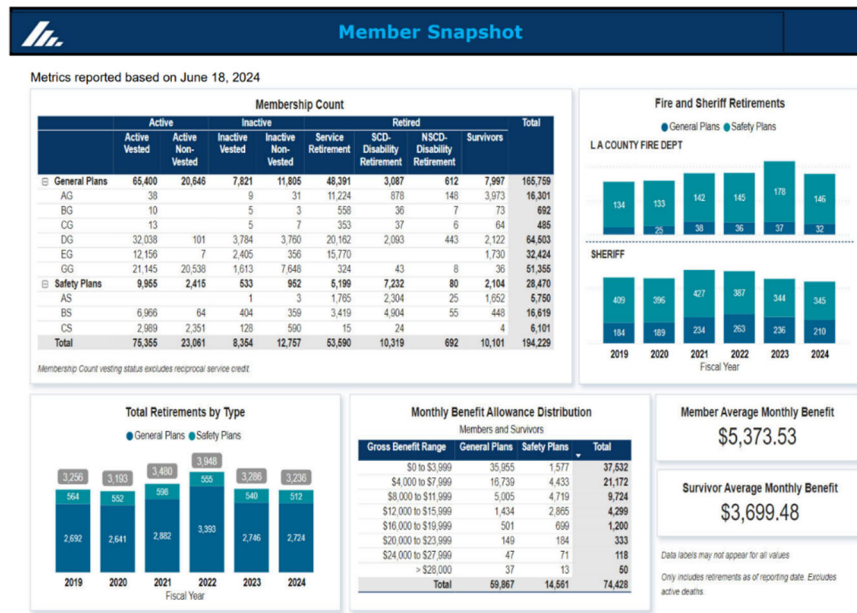 Member Snapshot
Metrics reported based on June 18, 2024
Membership Count
Active Inactive Retired Total
Active Vested Active Non-Vested Inactive Vested Inactive Non-Vested Service Retirement SCD-Disability Retirement NSCD-Disability Retirement Survivors
General Plans 65,400 20,646 7,821 11,805 48,391 3,087 612 7,997 165,759
AG 38 9 31 11,224 878 148 3,973 16,301
BG 10 5 3 558 36 7 73 692
CG 13 5 7 353 37 6 64 485
DG 32,038 101 3,784 3,760 20,162 2,093 443 2,122 64,503
EG 12,156 7 2,405 356 15,770 1,730 32,424
GG 21,145 20,538 1,613 7,648 324 43 8 36 51,355
Safety Plans 9,955 2,415 533 952 5,199 7,232 80 2,104 28,470
AS 1 3 1,765 2,304 25 1,652 5,750
BS 6,966 64 404 359 3,419 4,904 55 448 16,619
CS 2,989 2,351 128 590 15 24 4 6,101
Total 75,355 23,061 8,354 12,757 53,590 10,319 692 10,101 194,229
Membership Count vesting status excludes reciprocal service credit.
Fire and Sheriff Retirements
General Plans Safety Plans
L A COUNTY FIRE DEPT
134 133 142 145 178 146
25 38 36 37 32
SHERIFF
409 396 427 387 344 345
184 189 234 263 236 210
2019 2020 2021 2022 2023 2024
Fiscal Year
Total Retirements by Type
General Plans Safety Plans
3,256 3,193 3,480 3,948 3,286 3,236
564 552 598 555 540 512
2,692 2,641 2,882 3,393 2,746 2,724
2019 2020 2021 2022 2023 2024
Fiscal Year
Monthly Benefit Allowance Distribution
Members and Survivors
Gross Benefit Range General Plans Safety Plans Total
$0 to $3,999 35,955 1,577 37,532
$4,000 to $7,999 16,739 4,433 21,172
$8,000 to $11,999 5,005 4,719 9,724
$12,000 to $15,999 1,434 2,865 4,299
$16,000 to $19,999 501 699 1,200
$20,000 to $23,999 149 184 333
$24,000 to $27,999 47 71 118
> $28,000 37 13 50
Total 59,867 14,561 74,428
Member Average Monthly Benefit
$5,373.53
Survivor Average Monthly Benefit
$3,699.48
Data labels may not appear for all values.
Only includes retirements as of reporting date. Excludes
active deaths.